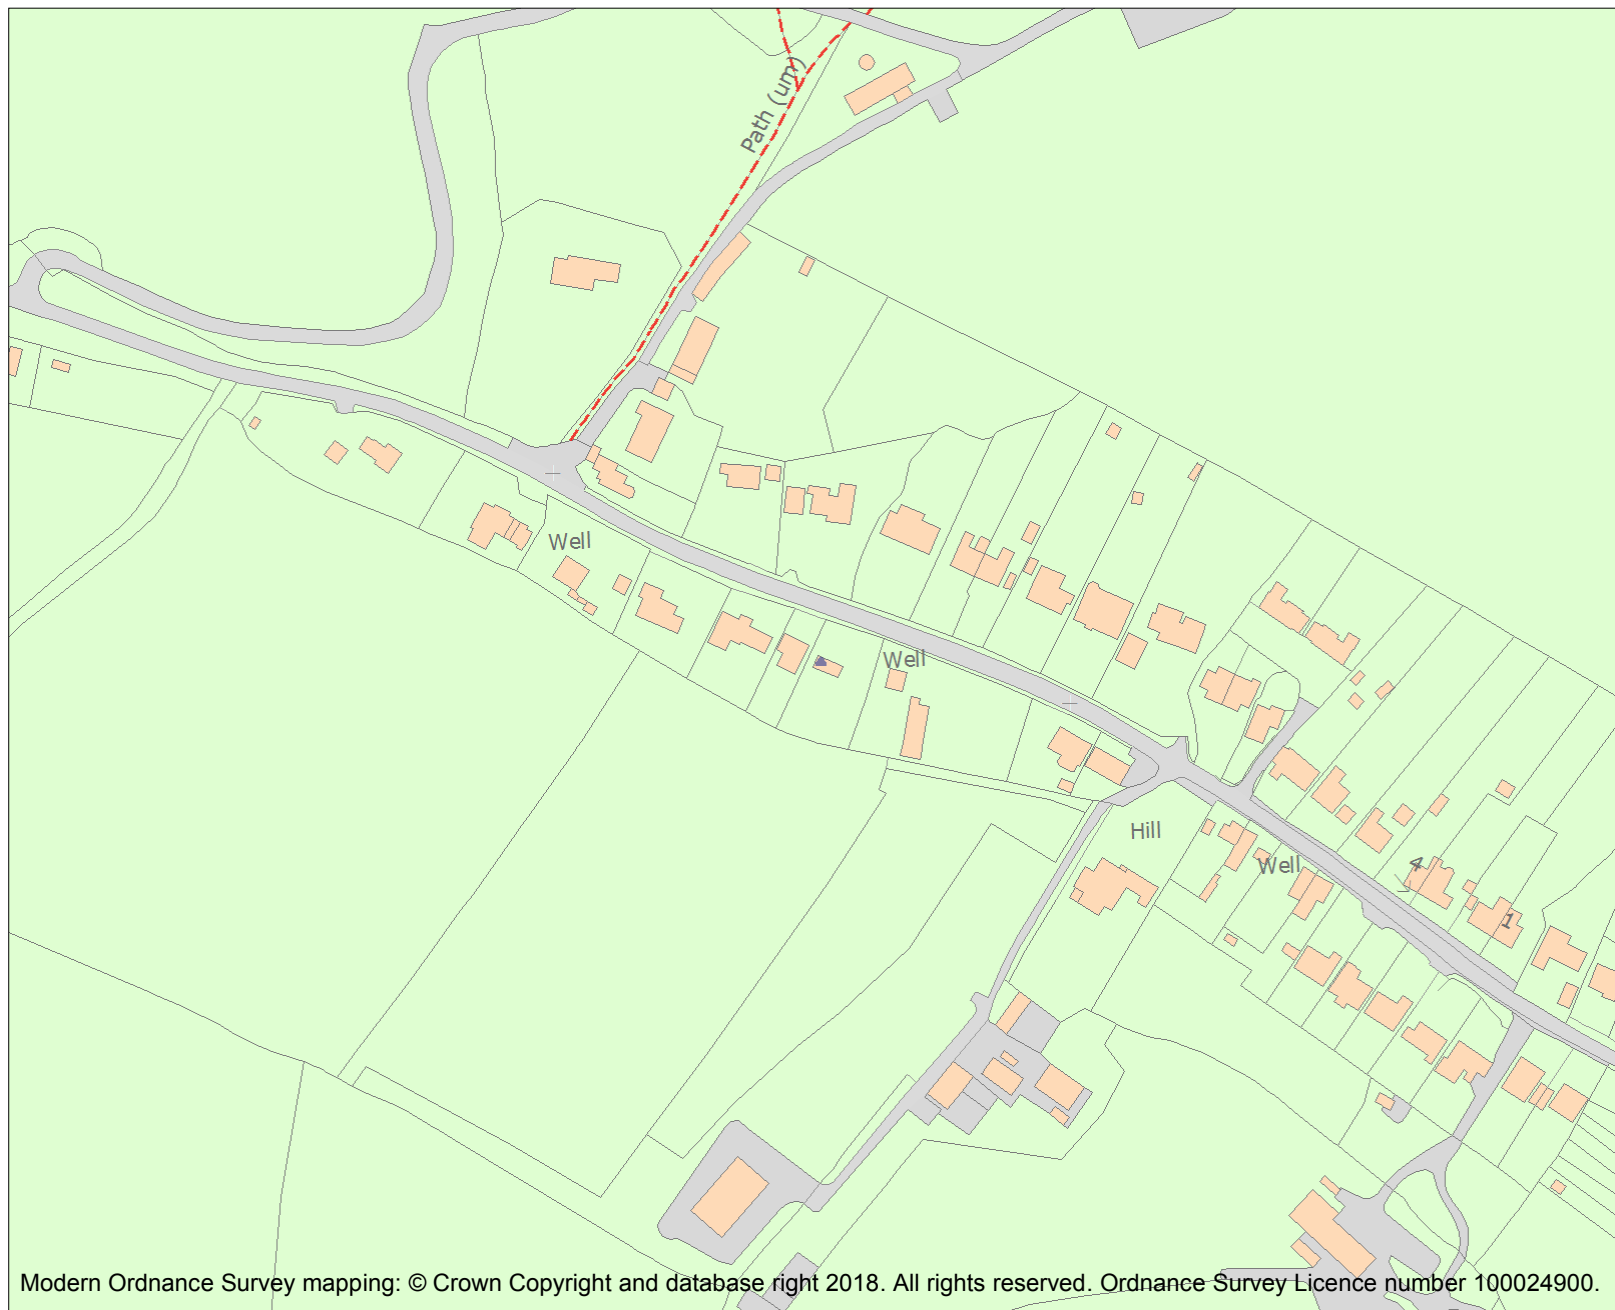 Path (um)
Well
Well
Hill
Well
4
1
Modern Ordnance Survey mapping: © Crown Copyright and database right 2018. All rights reserved. Ordnance Survey Licence number 100024900.